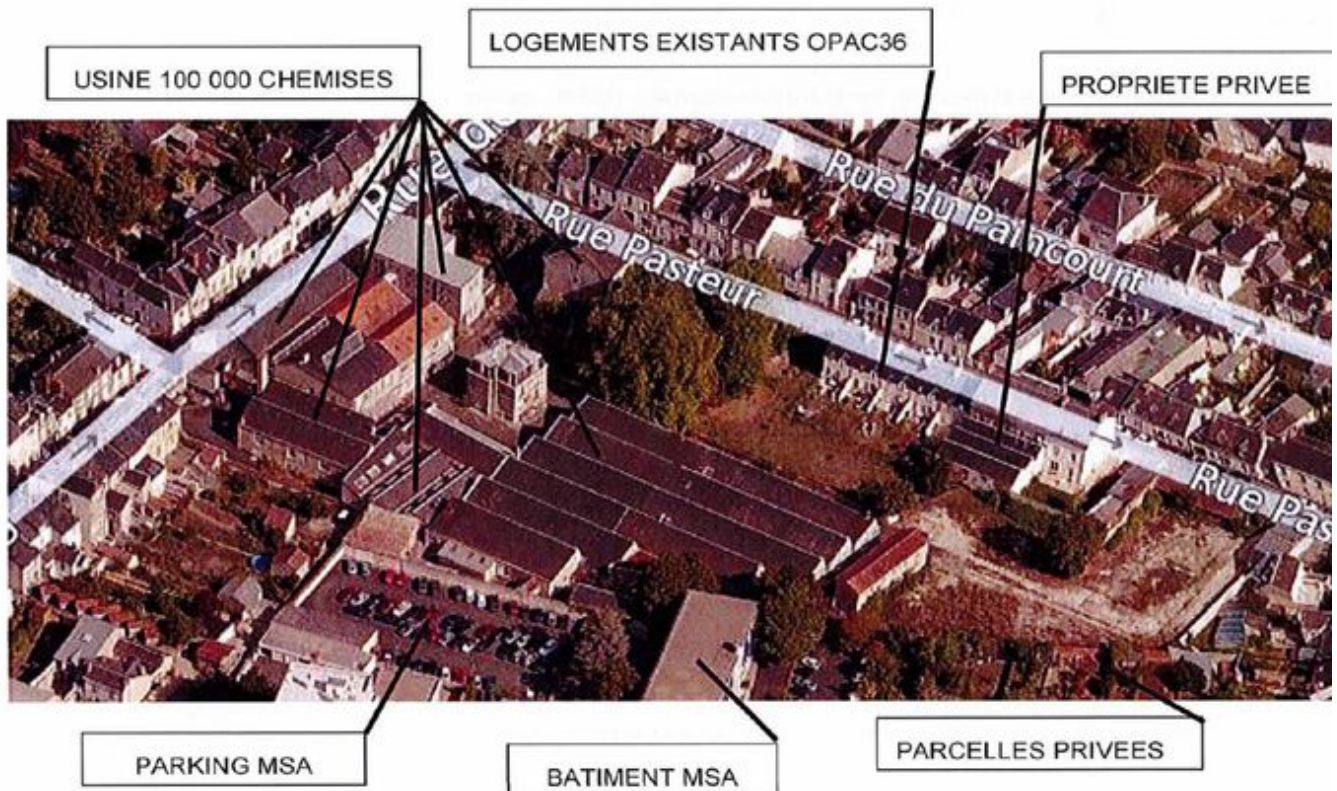 LOGEMENTS EXISTANTS OPAC36
USINE 100 000 CHEMISES
PROPRIETE PRIVEE
Rue du Paincourt
Rue Pasteur
Rue Pas
PARKING MSA
BATIMENT MSA
PARCELLES PRIVEES